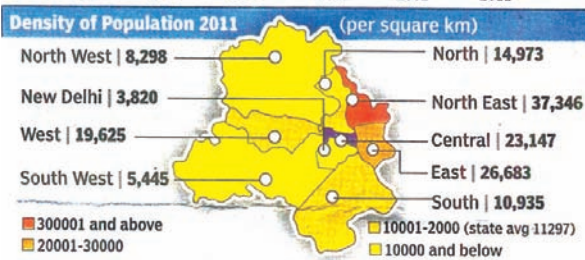 Density of Population 2011 (per square km)
North West | 8,298
North | 14,973
New Delhi | 3,820
North East | 37,346
West | 19,625
Central | 23,147
East | 26,683
South West | 5,445
South | 10,935
300001 and above
10001-2000 (state avg 11297)
20001-30000
10000 and below